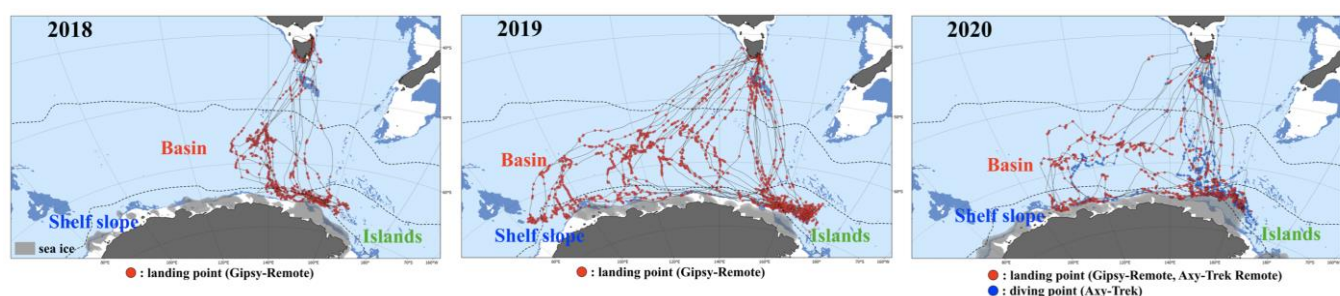 2018
Basin
Shelf slope
Islands
sea ice
: landing point (Gipsy-Remote)
2019
Basin
Shelf slope
Islands
: landing point (Gipsy-Remote)
2020
Basin
Shelf slope
Islands
: landing point (Gipsy-Remote, Axy-Trek Remote)
: diving point (Axy-Trek)